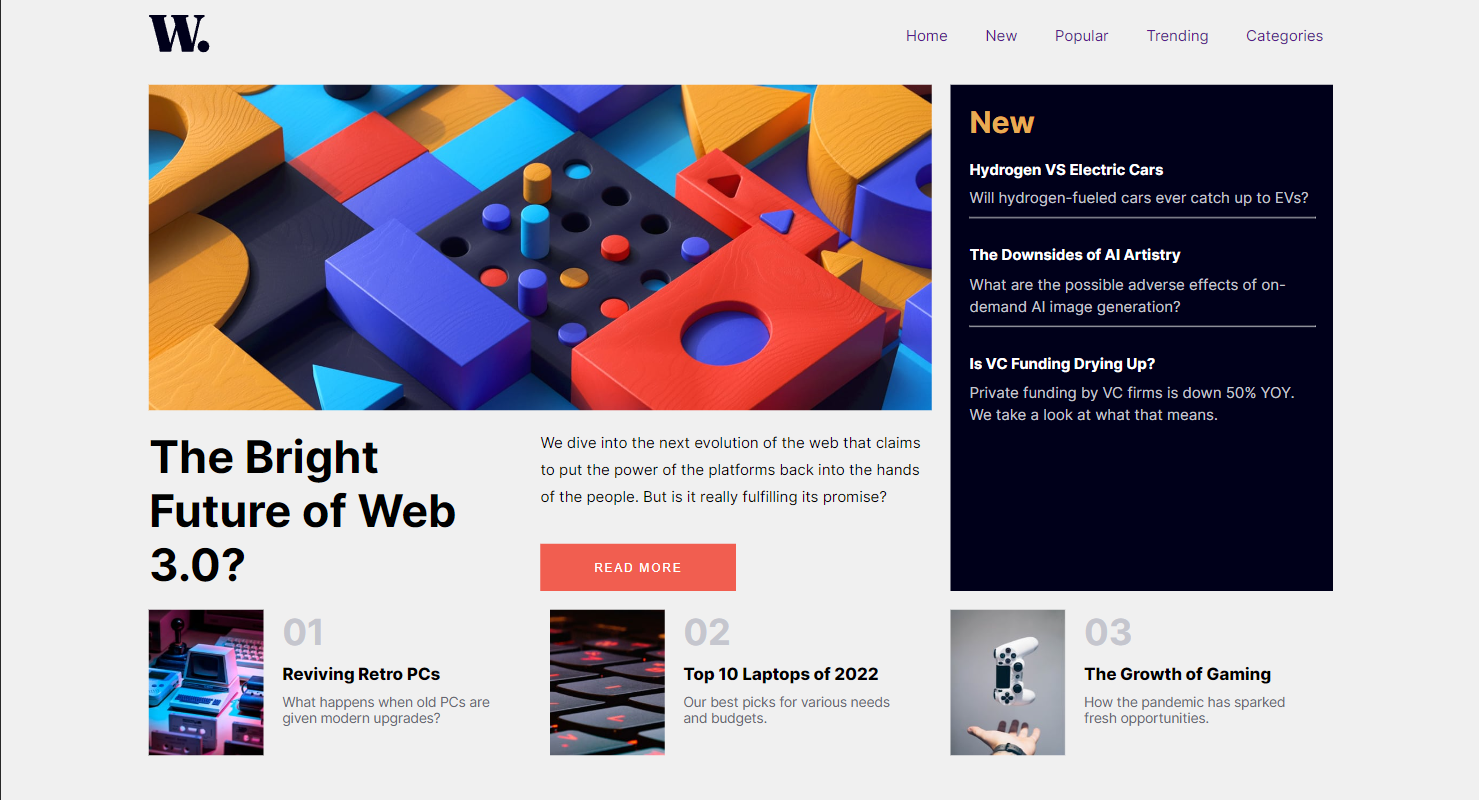 W.
Home New Popular Trending Categories
New
Hydrogen VS Electric Cars
Will hydrogen-fueled cars ever catch up to EVs?
The Downsides of AI Artistry
What are the possible adverse effects of on-
demand AI image generation?
Is VC Funding Drying Up?
Private funding by VC firms is down 50% YOY.
We take a look at what that means.
The Bright
Future of Web
3.0?
We dive into the next evolution of the web that claims
to put the power of the platforms back into the hands
of the people. But is it really fulfilling its promise?
READ MORE
01
Reviving Retro PCs
What happens when old PCs are
given modern upgrades?
02
Top 10 Laptops of 2022
Our best picks for various needs
and budgets.
03
The Growth of Gaming
How the pandemic has sparked
fresh opportunities.